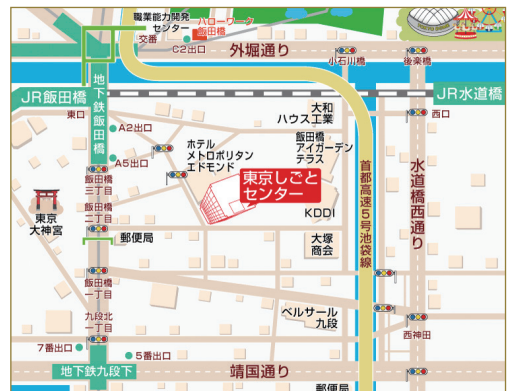 職業能力開発
センター
ハローワーク
飯田橋
交番
C2出口
外堀通り
小石川橋
後楽橋
地下鉄飯田橋
JR飯田橋
JR水道橋
東口
西口
大和
ハウス工業
A2出口
飯田橋
アイガーデン
テラス
ホテル
メトロポリタン
エドモンド
A5出口
東京しごと
センター
飯田橋
三丁目
首都高速5号池袋線
水道橋西通り
東京
大神宮
飯田橋
二丁目
KDDI
郵便局
大塚
商会
飯田橋
一丁目
ベルサール
九段
九段北
一丁目
西神田
7番出口
5番出口
地下鉄九段下
靖国通り
郵便局